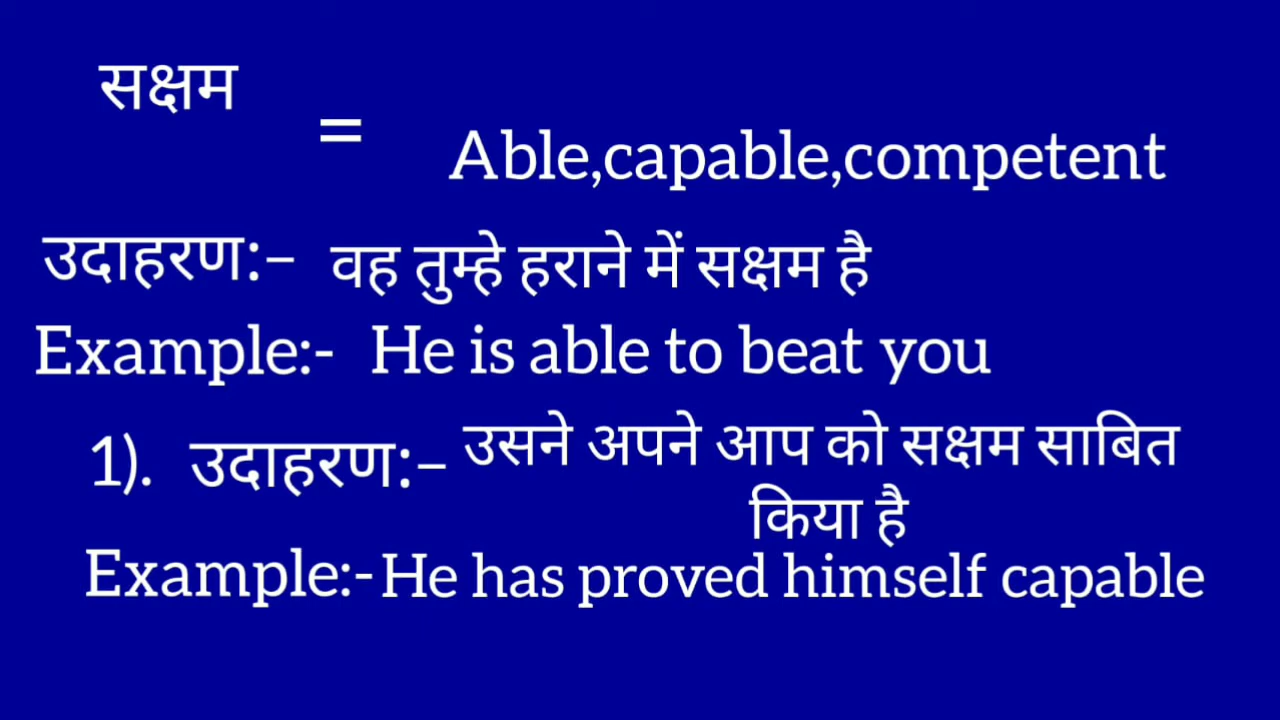 सक्षम = Able,capable,competent
उदाहरण:– वह तुम्हे हराने में सक्षम है
Example:- He is able to beat you
1). उदाहरण:– उसने अपने आप को सक्षम साबित
किया है
Example:- He has proved himself capable